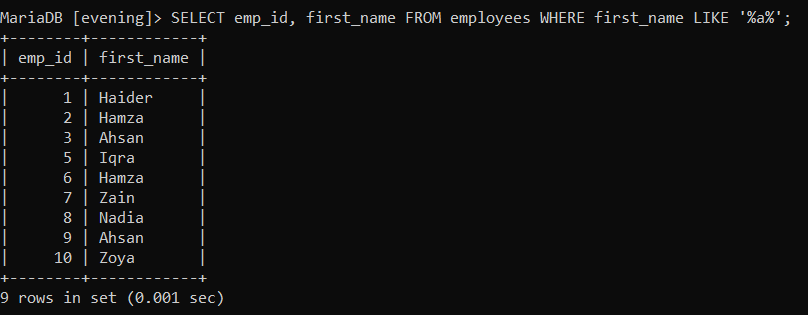 MariaDB [evening]> SELECT emp_id, first_name FROM employees WHERE first_name LIKE '%a%';
+--------+------------+
| emp_id | first_name |
+--------+------------+
|      1 | Haider     |
|      2 | Hamza      |
|      3 | Ahsan      |
|      5 | Iqra       |
|      6 | Hamza      |
|      7 | Zain       |
|      8 | Nadia      |
|      9 | Ahsan      |
|     10 | Zoya       |
+--------+------------+
9 rows in set (0.001 sec)